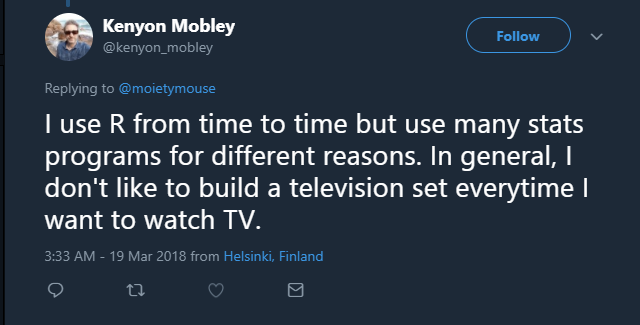 Kenyon Mobley
@kenyon_mobley
Follow
Replying to @moietymouse
I use R from time to time but use many stats
programs for different reasons. In general, I
don't like to build a television set everytime I
want to watch TV.
3:33 AM - 19 Mar 2018 from Helsinki, Finland